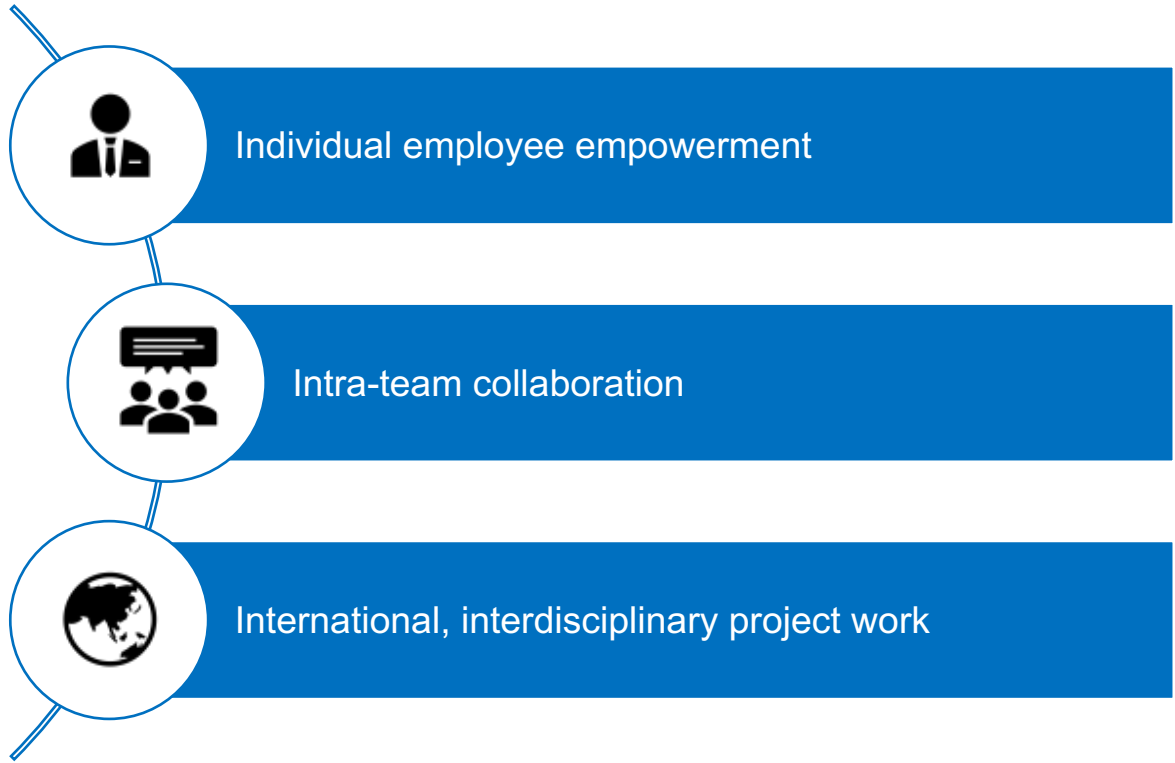 Individual employee empowerment
Intra-team collaboration
International, interdisciplinary project work